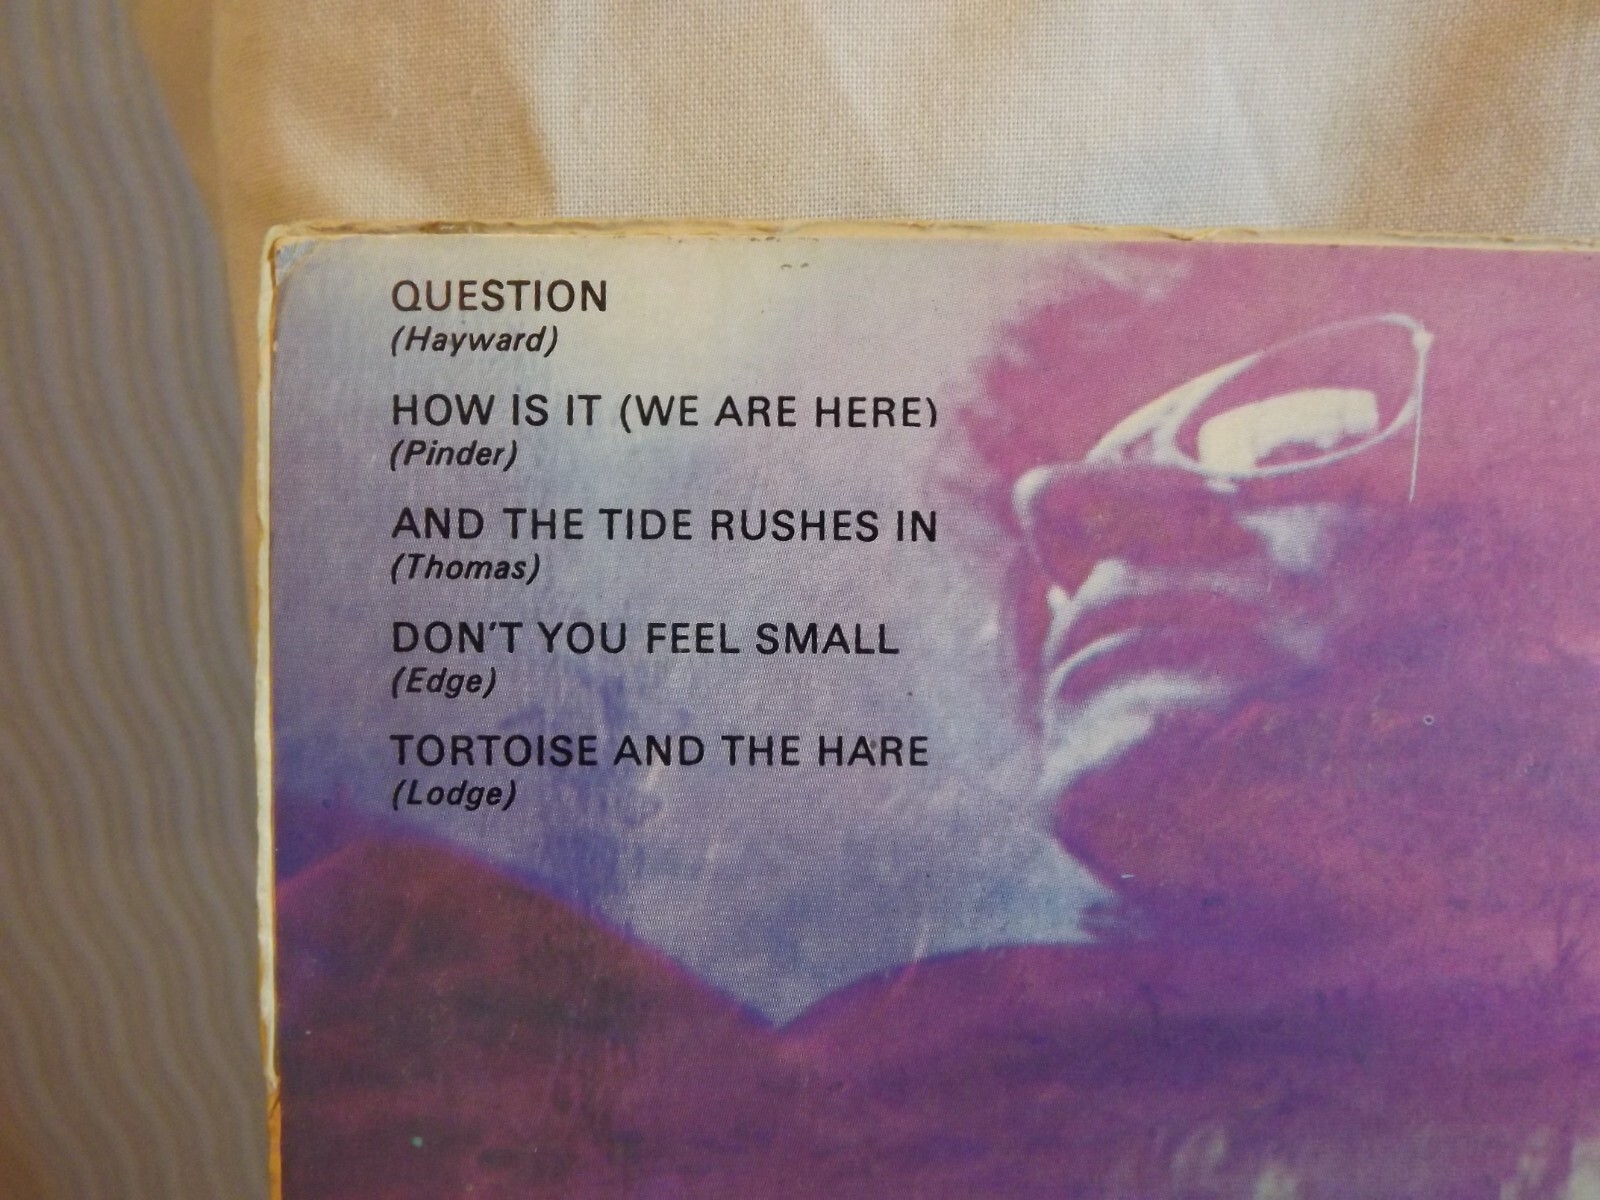 QUESTION
(Hayward)
HOW IS IT (WE ARE HERE)
(Pinder)
AND THE TIDE RUSHES IN
(Thomas)
DON'T YOU FEEL SMALL
(Edge)
TORTOISE AND THE HARE
(Lodge)